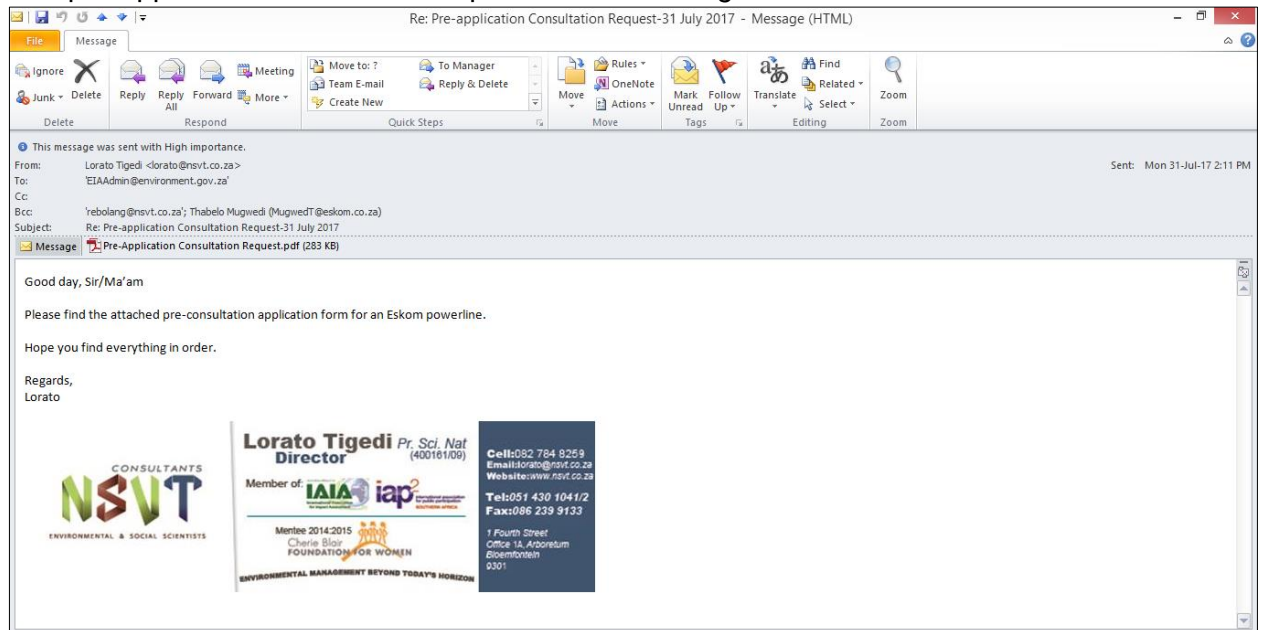 Re: Pre-application Consultation Request-31 July 2017 - Message (HTML)
File Message
Ignore
Junk
Delete
Reply
Reply All
Forward
Meeting
More
Move to: ?
Team E-mail
Create New
To Manager
Reply & Delete
Move
Rules
OneNote
Actions
Mark Unread
Follow Up
Translate
Find
Related
Select
Zoom
Delete Respond Quick Steps Move Tags Editing Zoom
This message was sent with High importance.
From: Lorato Tigedi <lorato@nsvt.co.za> Sent: Mon 31-Jul-17 2:11 PM
To: 'EIAAdmin@environment.gov.za'
Cc:
Bcc: 'rebolang@nsvt.co.za'; Thabelo Mugwedi (MugwedT@eskom.co.za)
Subject: Re: Pre-application Consultation Request-31 July 2017
Message Pre-Application Consultation Request.pdf (283 KB)
Good day, Sir/Ma'am
Please find the attached pre-consultation application form for an Eskom powerline.
Hope you find everything in order.
Regards,
Lorato
CONSULTANTS
NSVT
ENVIRONMENTAL & SOCIAL SCIENTISTS
Lorato Tigedi Pr. Sci. Nat
Director (400161/09)
Member of: IAIA iap2
Mentee 2014:2015
Cherie Blair
FOUNDATION FOR WOMEN
ENVIRONMENTAL MANAGEMENT BEYOND TODAY'S HORIZON
Cell:082 784 8259
Email:lorato@nsvt.co.za
Website:www.nsvt.co.za
Tel:051 430 1041/2
Fax:086 239 9133
1 Fourth Street
Office 1A, Arboretum
Bloemfontein
9301